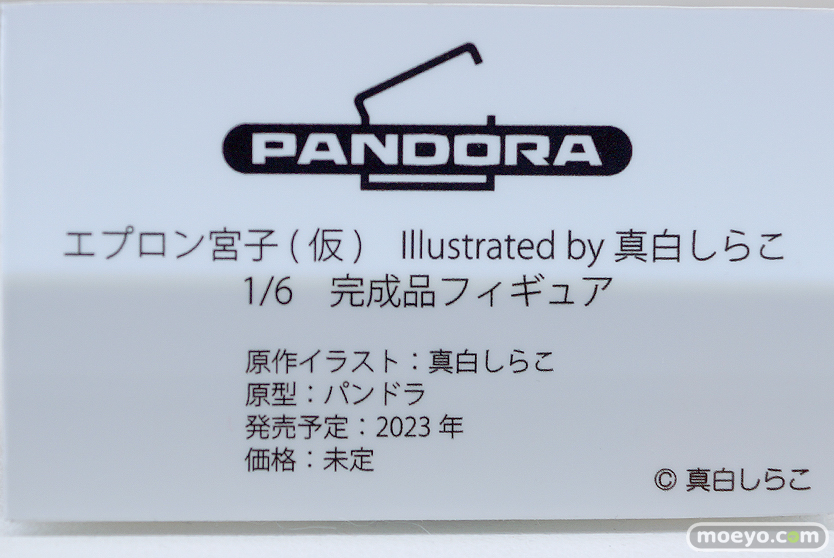 PANDORA
エプロン宮子(仮) Illustrated by 真白しらこ
1/6 完成品フィギュア
原作イラスト:真白しらこ
原型:パンドラ
発売予定:2023 年
価格:未定
© 真白しらこ
moeyo.com